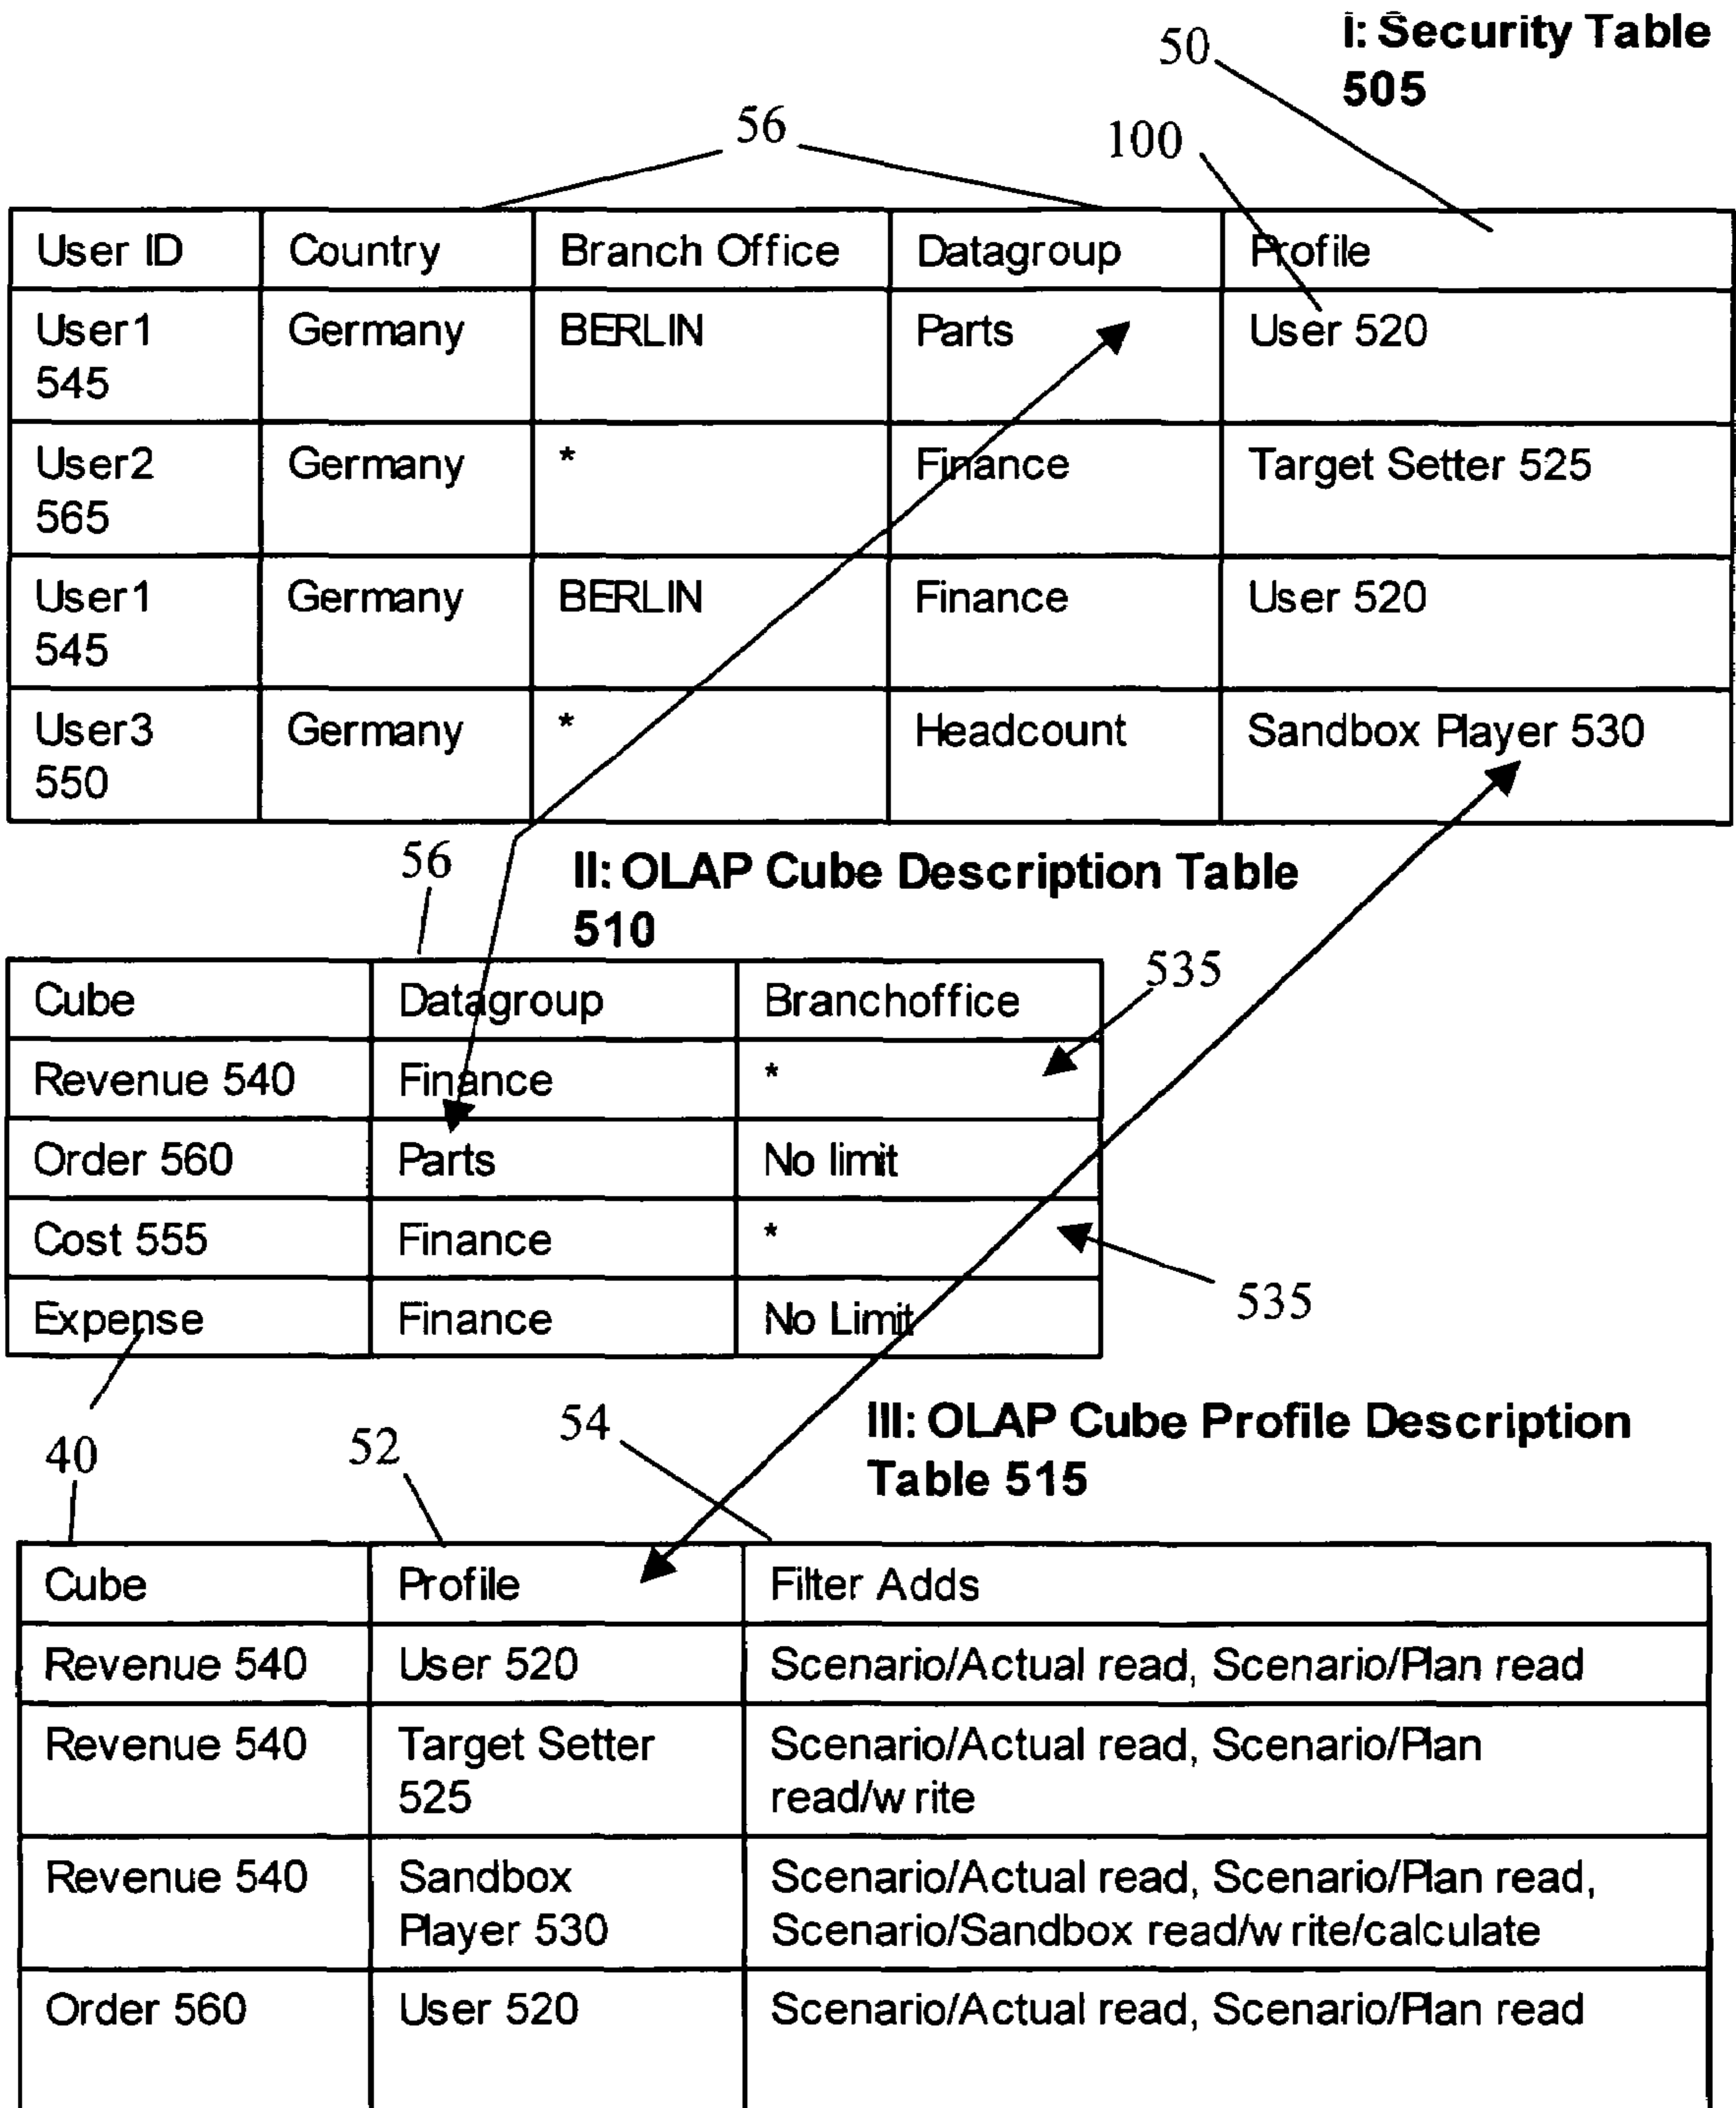 I: Security Table
505
50
56
100
User ID Country Branch Office Datagroup Profile
User1 Germany BERLIN Parts User 520
545
User2 Germany * Finance Target Setter 525
565
User1 Germany BERLIN Finance User 520
545
User3 Germany * Headcount Sandbox Player 530
550
56
II: OLAP Cube Description Table
510
535
Cube Datagroup Branchoffice
Revenue 540 Finance *
Order 560 Parts No limit
Cost 555 Finance *
Expense Finance No Limit
535
40
52
54
III: OLAP Cube Profile Description
Table 515
Cube Profile Filter Adds
Revenue 540 User 520 Scenario/Actual read, Scenario/Plan read
Revenue 540 Target Setter Scenario/Actual read, Scenario/Plan
525 read/write
Revenue 540 Sandbox Scenario/Actual read, Scenario/Plan read,
Player 530 Scenario/Sandbox read/write/calculate
Order 560 User 520 Scenario/Actual read, Scenario/Plan read